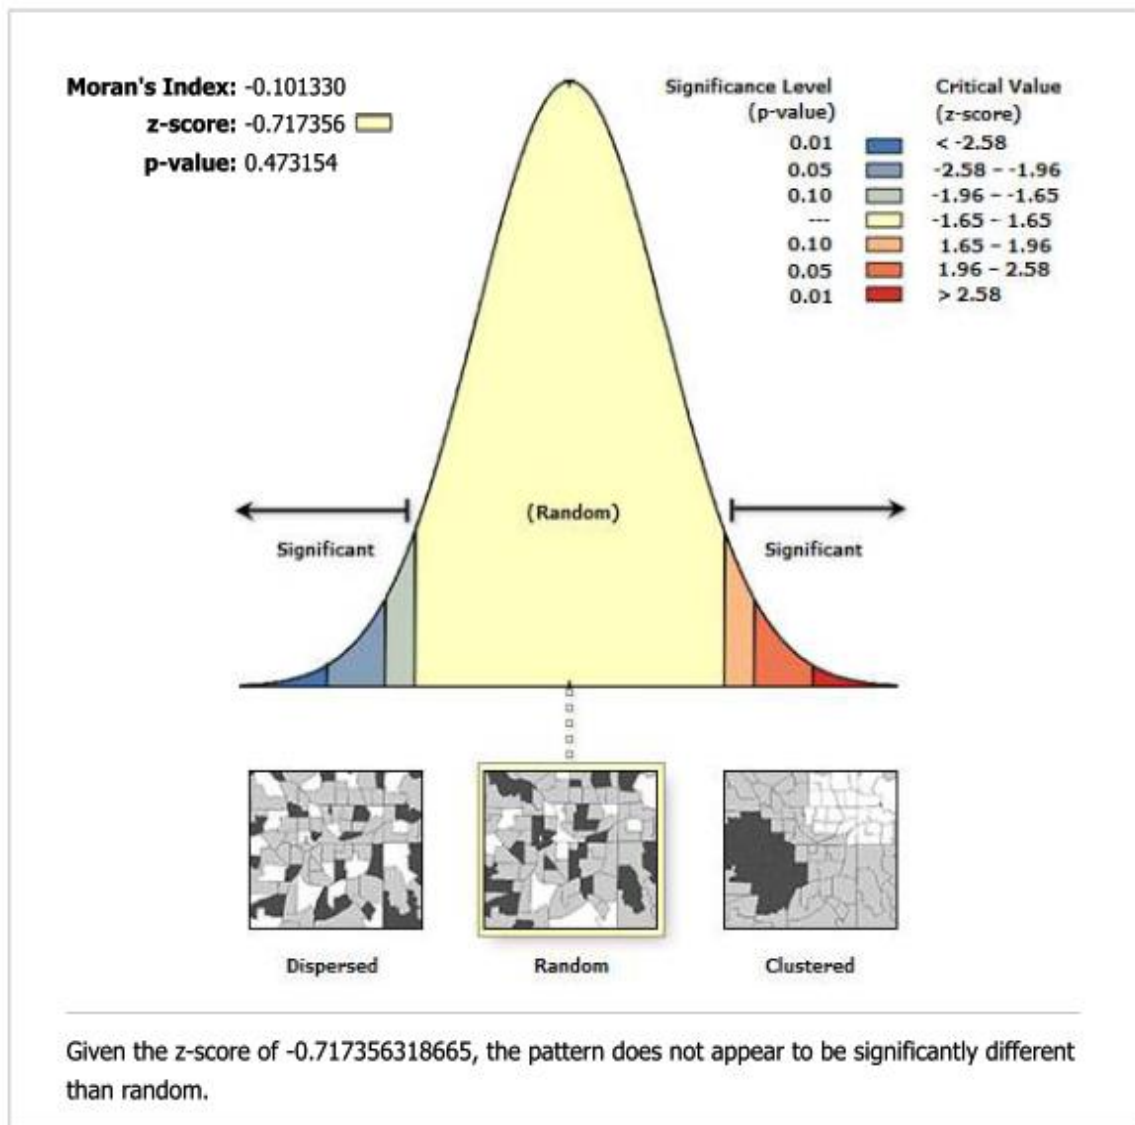 Moran's Index: -0.101330
z-score: -0.717356
p-value: 0.473154
Significance Level
(p-value)
Critical Value
(z-score)
0.01 < -2.58
0.05 -2.58 – -1.96
0.10 -1.96 – -1.65
--- -1.65 – 1.65
0.10 1.65 – 1.96
0.05 1.96 – 2.58
0.01 > 2.58
(Random)
Significant
Significant
Dispersed
Random
Clustered
Given the z-score of -0.717356318665, the pattern does not appear to be significantly different
than random.